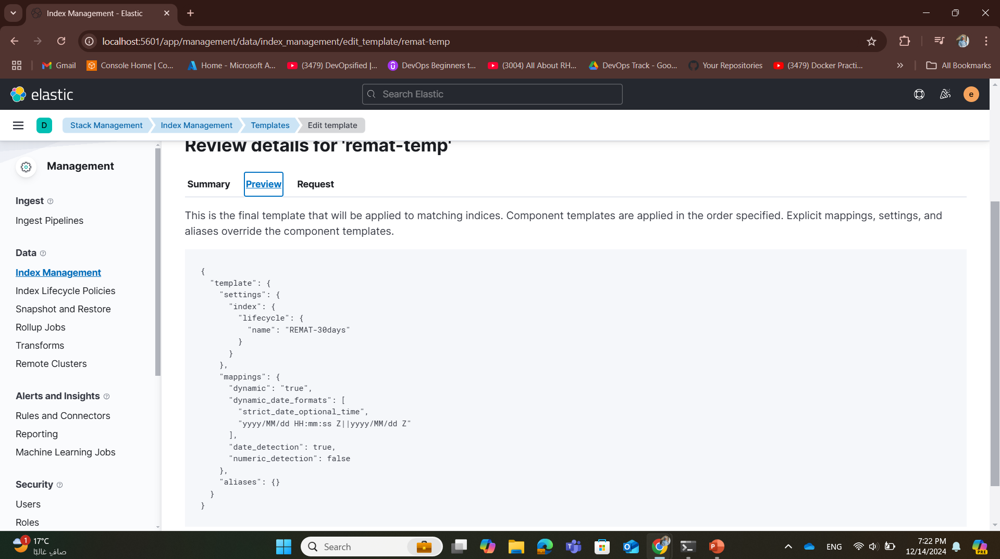 Index Management - Elastic
localhost:5601/app/management/data/index_management/edit_template/remat-temp
Gmail
Console Home | Co...
Home - Microsoft A...
(3479) DevOpsified |...
DevOps Beginners t...
(3004) All About RH...
DevOps Track - Goo...
Your Repositories
(3479) Docker Practi...
All Bookmarks
elastic
Search Elastic
e
D
Stack Management
Index Management
Templates
Edit template
Management
Ingest
Ingest Pipelines
Data
Index Management
Index Lifecycle Policies
Snapshot and Restore
Rollup Jobs
Transforms
Remote Clusters
Alerts and Insights
Rules and Connectors
Reporting
Machine Learning Jobs
Security
Users
Roles
Review details for 'remat-temp'
Summary
Preview
Request
This is the final template that will be applied to matching indices. Component templates are applied in the order specified. Explicit mappings, settings, and
aliases override the component templates.
{
"template": {
"settings": {
"index": {
"lifecycle": {
"name": "REMAT-30days"
}
}
},
"mappings": {
"dynamic": "true",
"dynamic_date_formats": [
"strict_date_optional_time",
"yyyy/MM/dd HH:mm:ss Z||yyyy/MM/dd Z"
],
"date_detection": true,
"numeric_detection": false
},
"aliases": {}
}
}
1
17°C
صافٍ غالبًا
Search
ENG
7:22 PM
12/14/2024
PRE